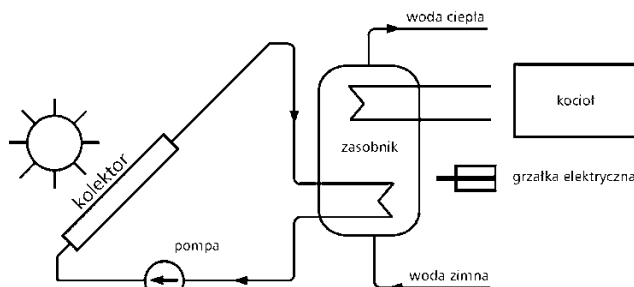 woda ciepła
kocioł
zasobnik
kolektor
grzałka elektryczna
pompa
woda zimna